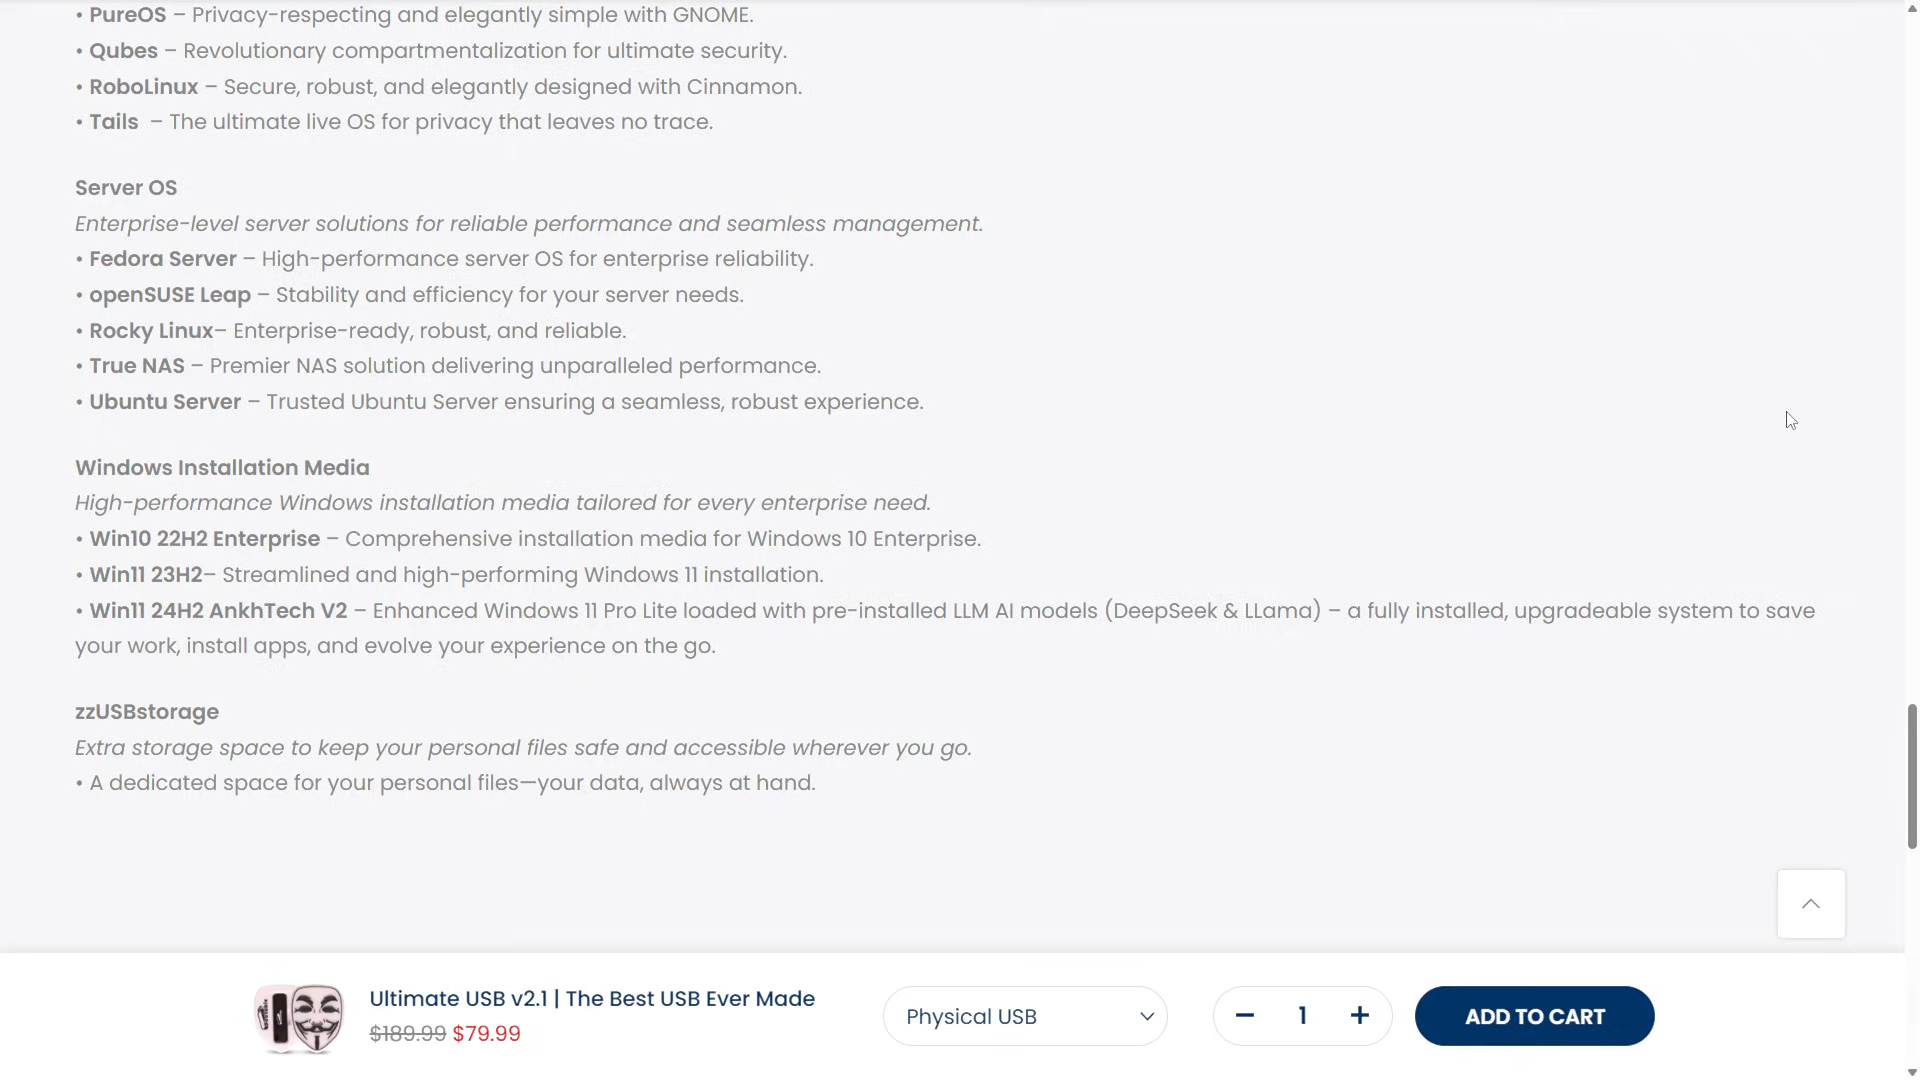 • PureOS – Privacy-respecting and elegantly simple with GNOME.
• Qubes – Revolutionary compartmentalization for ultimate security.
• RoboLinux – Secure, robust, and elegantly designed with Cinnamon.
• Tails – The ultimate live OS for privacy that leaves no trace.
Server OS
Enterprise-level server solutions for reliable performance and seamless management.
• Fedora Server – High-performance server OS for enterprise reliability.
• openSUSE Leap – Stability and efficiency for your server needs.
• Rocky Linux– Enterprise-ready, robust, and reliable.
• True NAS – Premier NAS solution delivering unparalleled performance.
• Ubuntu Server – Trusted Ubuntu Server ensuring a seamless, robust experience.
Windows Installation Media
High-performance Windows installation media tailored for every enterprise need.
• Win10 22H2 Enterprise – Comprehensive installation media for Windows 10 Enterprise.
• Win11 23H2– Streamlined and high-performing Windows 11 installation.
• Win11 24H2 AnkhTech V2 – Enhanced Windows 11 Pro Lite loaded with pre-installed LLM AI models (DeepSeek & LLama) – a fully installed, upgradeable system to save
your work, install apps, and evolve your experience on the go.
zzUSBstorage
Extra storage space to keep your personal files safe and accessible wherever you go.
• A dedicated space for your personal files—your data, always at hand.
Ultimate USB v2.1 | The Best USB Ever Made
$189.99 $79.99
Physical USB
1
ADD TO CART